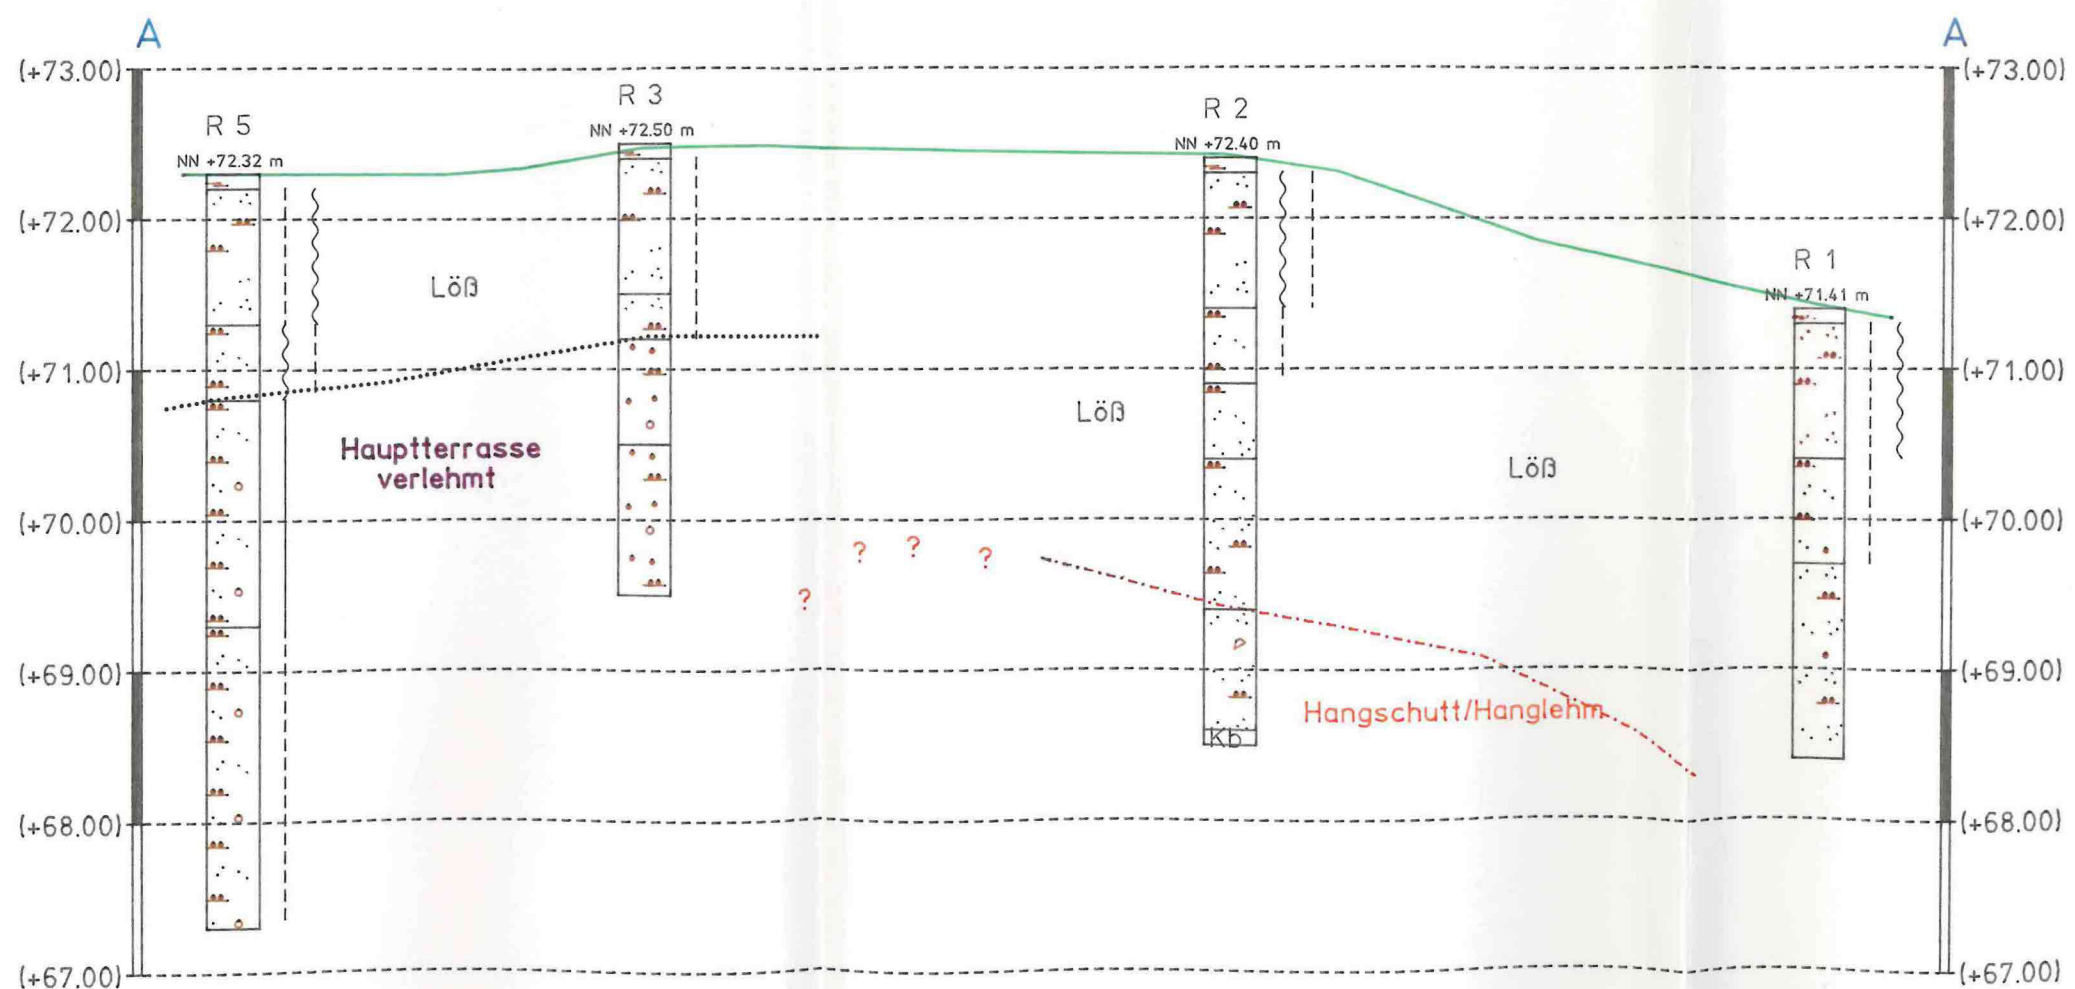 A A
(+73.00) (+73.00)
R 3
R 2
R 5
NN +72.50 m
NN +72.40 m
NN +72.32 m
(+72.00) (+72.00)
R 1
Löß
NN +71.41 m
(+71.00) (+71.00)
Löß
Hauptterrasse
verlehmt
Löß
(+70.00) (+70.00)
? ? ?
?
(+69.00) (+69.00)
Hangschutt/Hanglehm
Kb
(+68.00) (+68.00)
(+67.00) (+67.00)